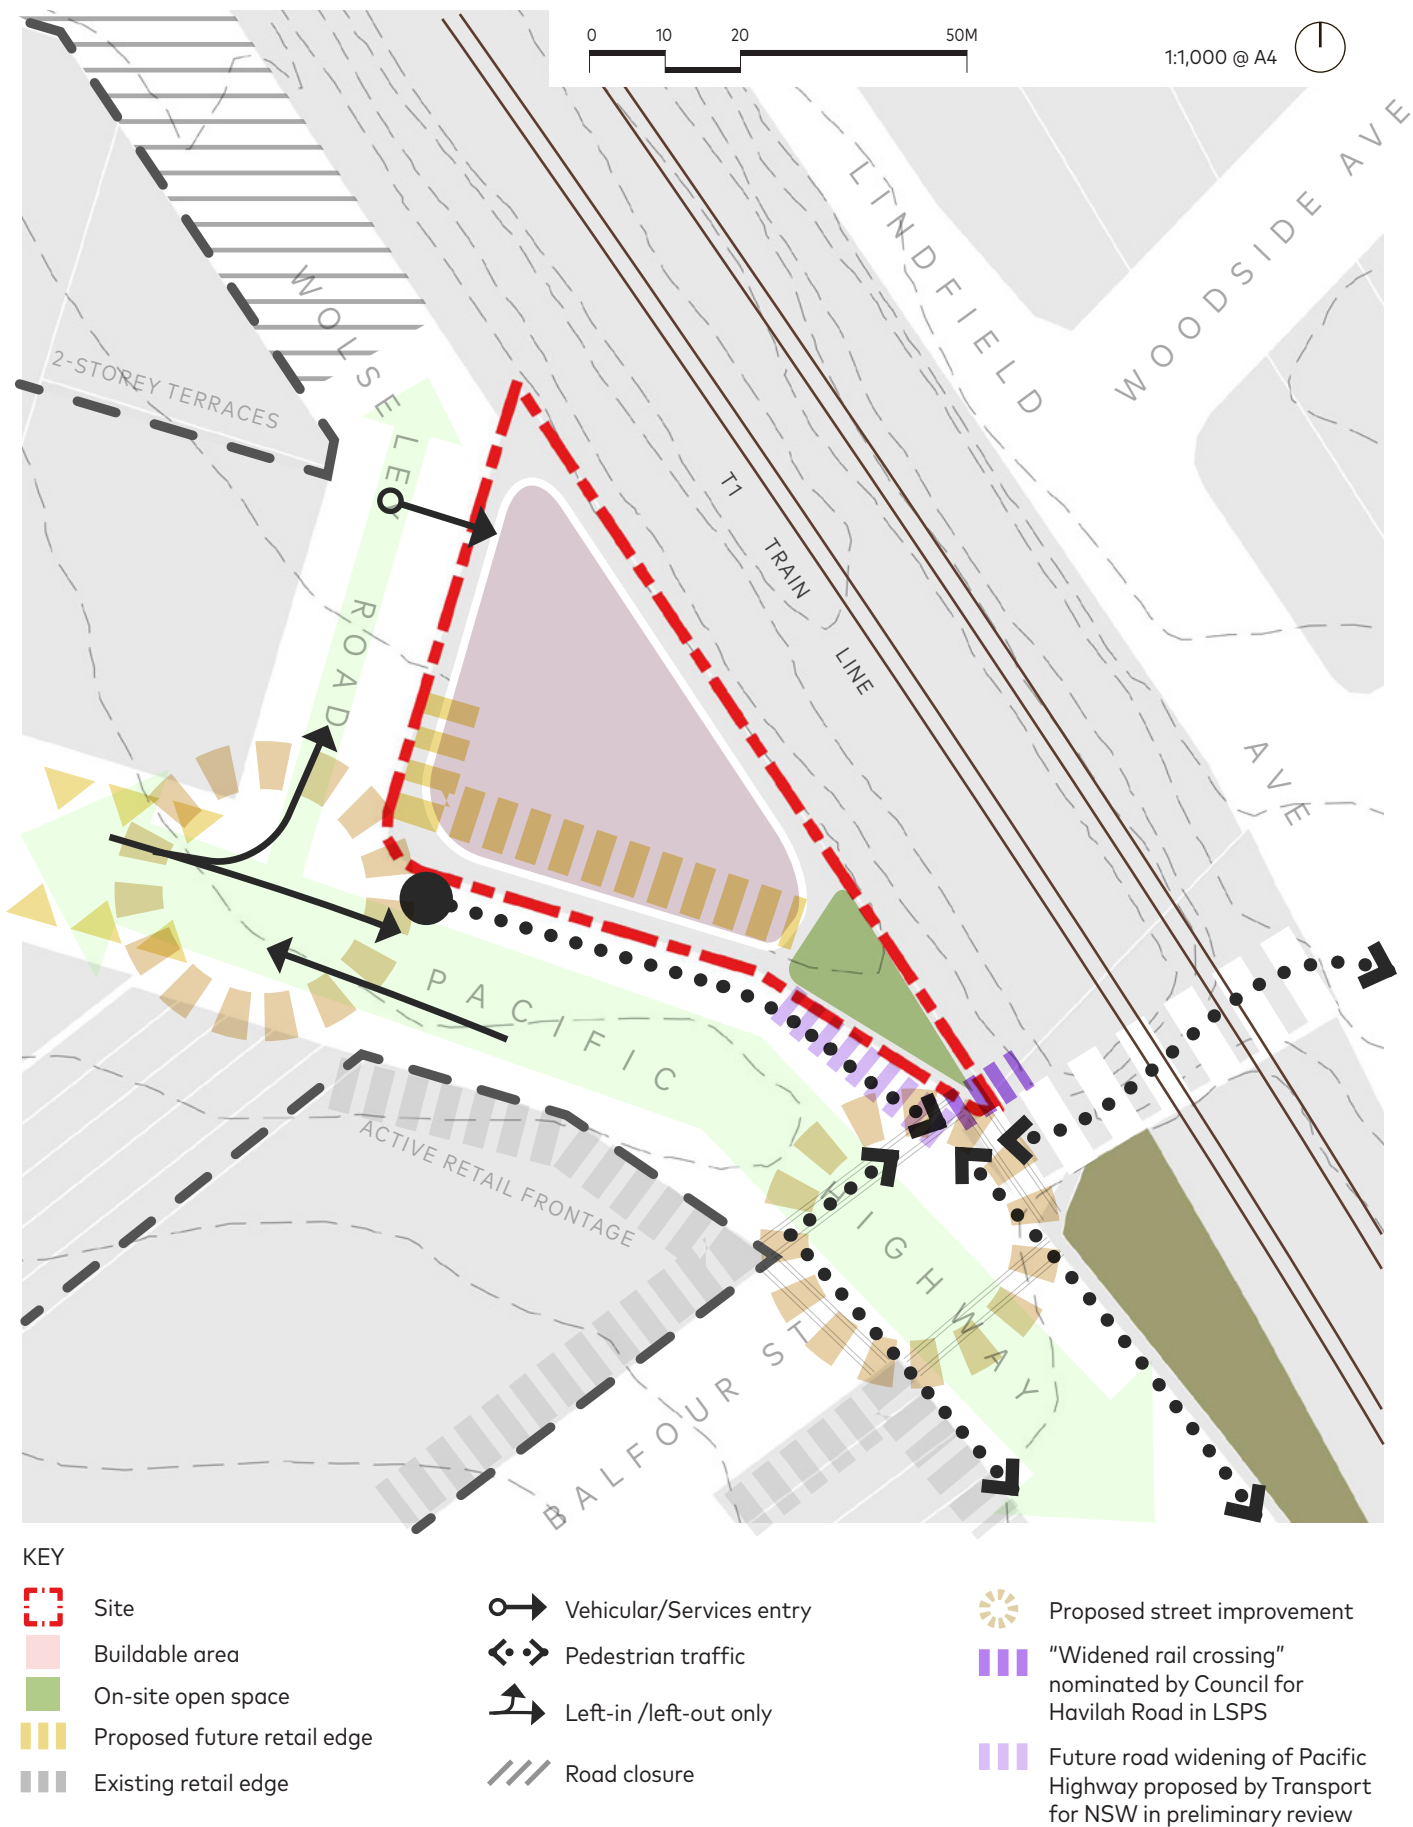 0 10 20 50M
1:1,000 @ A4
LINDFIELD
AVE
WOODSIDE AVE
WOLSELEY
ROAD
2-STOREY TERRACES
T1 TRAIN LINE
PACIFIC
HIGHWAY
ACTIVE RETAIL FRONTAGE
BALFOUR ST
KEY
Site
Buildable area
On-site open space
Proposed future retail edge
Existing retail edge
Vehicular/Services entry
Pedestrian traffic
Left-in /left-out only
Road closure
Proposed street improvement
“Widened rail crossing”
nominated by Council for
Havilah Road in LSPS
Future road widening of Pacific
Highway proposed by Transport
for NSW in preliminary review